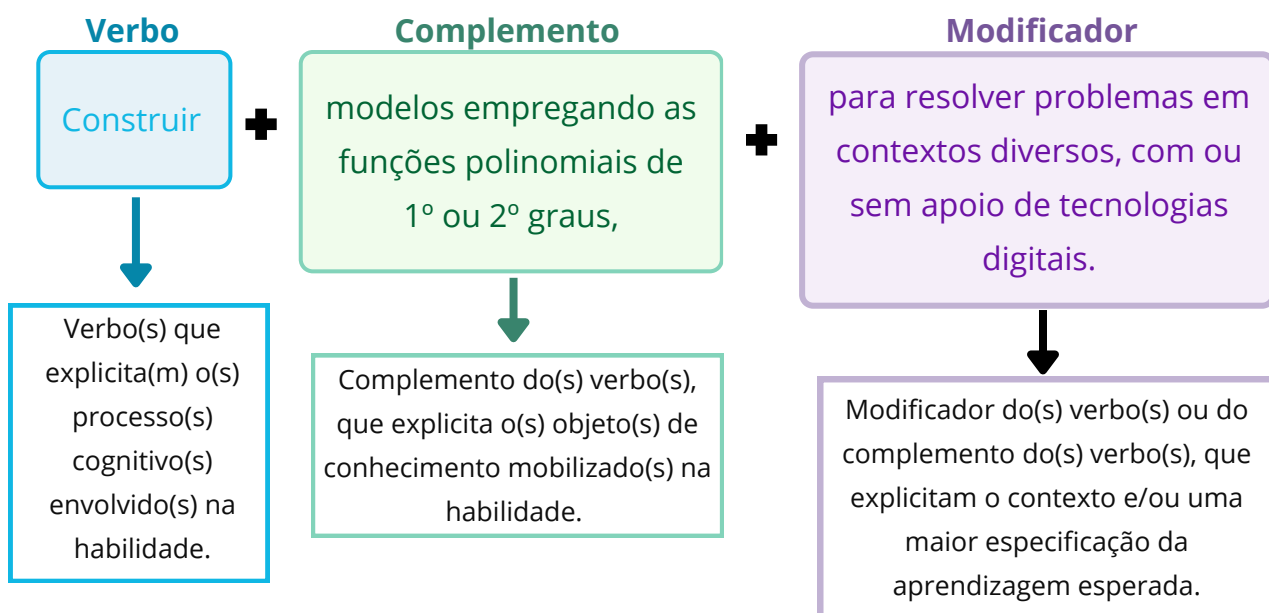 Verbo
Construir
Verbo(s) que
explicita(m) o(s)
processo(s)
cognitivo(s)
envolvido(s) na
habilidade.
Complemento
modelos empregando as
funções polinomiais de
1º ou 2º graus,
Complemento do(s) verbo(s),
que explicita o(s) objeto(s) de
conhecimento mobilizado(s) na
habilidade.
Modificador
para resolver problemas em
contextos diversos, com ou
sem apoio de tecnologias
digitais.
Modificador do(s) verbo(s) ou do
complemento do(s) verbo(s), que
explicitam o contexto e/ou uma
maior especificação da
aprendizagem esperada.